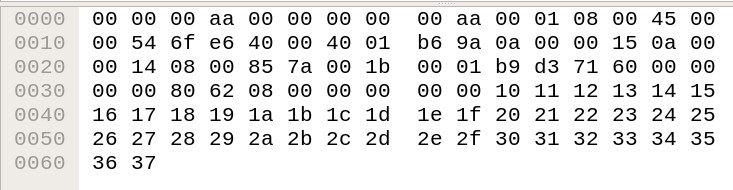 0000 00 00 00 aa 00 00 00 00 00 aa 00 01 08 00 45 00
0010 00 54 6f e6 40 00 40 01 b6 9a 0a 00 00 15 0a 00
0020 00 14 08 00 85 7a 00 1b 00 01 b9 d3 71 60 00 00
0030 00 00 80 62 08 00 00 00 00 00 10 11 12 13 14 15
0040 16 17 18 19 1a 1b 1c 1d 1e 1f 20 21 22 23 24 25
0050 26 27 28 29 2a 2b 2c 2d 2e 2f 30 31 32 33 34 35
0060 36 37